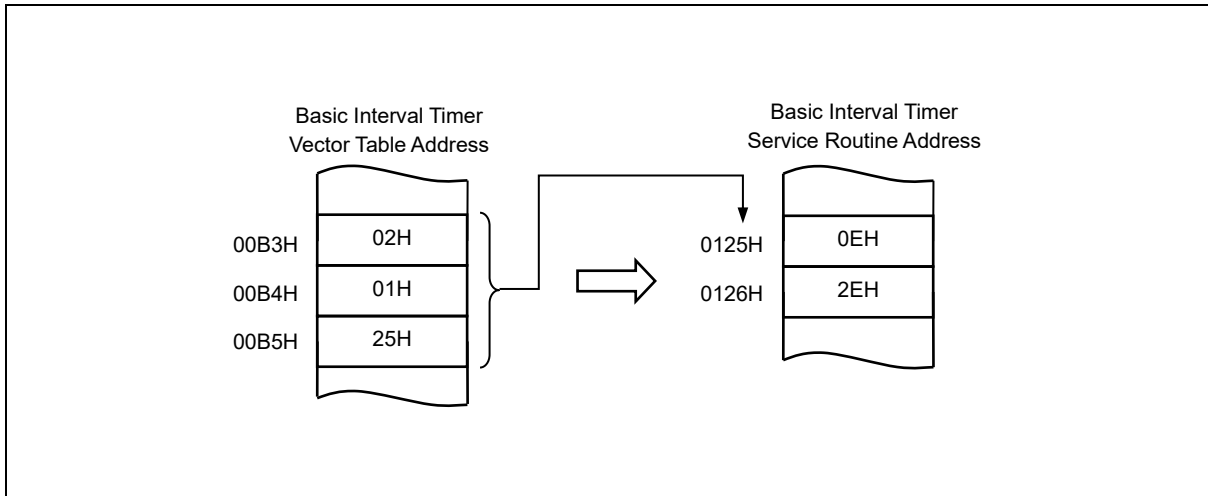 Basic Interval Timer
Vector Table Address
00B3H 02H
00B4H 01H
00B5H 25H
Basic Interval Timer
Service Routine Address
0125H 0EH
0126H 2EH